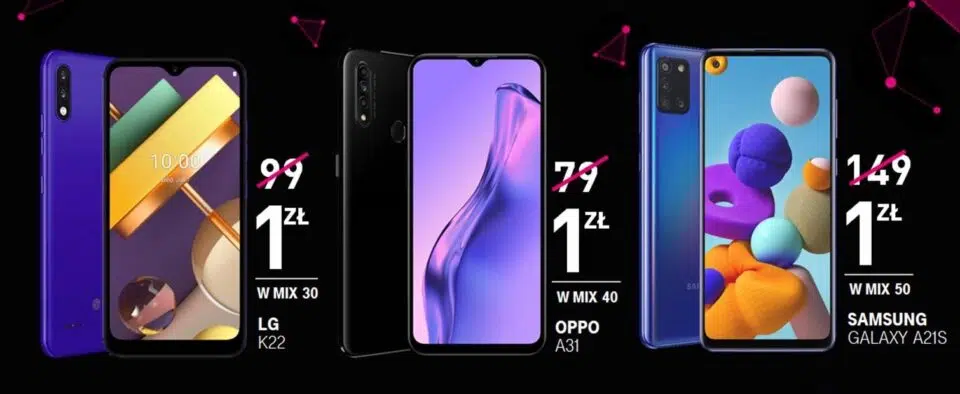 10:00
99
1 ZŁ
W MIX 30
LG
K22
79
1 ZŁ
W MIX 40
OPPO
A31
149
1 ZŁ
W MIX 50
SAMSUNG
GALAXY A21S